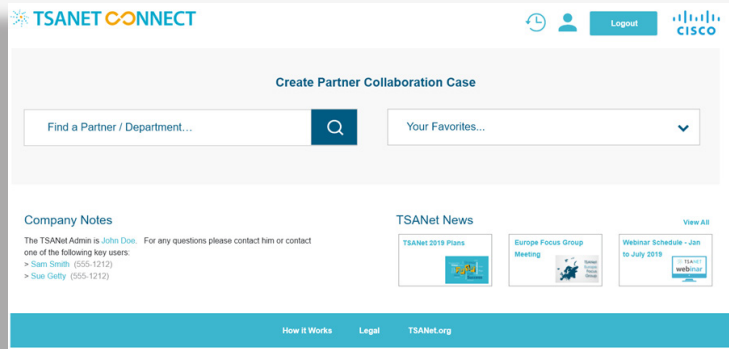 TSANET CONNECT
Logout
CISCO
Create Partner Collaboration Case
Find a Partner / Department…
Your Favorites...
Company Notes
The TSANet Admin is John Doe. For any questions please contact him or contact
one of the following key users:
> Sam Smith (555-1212)
> Sue Getty (555-1212)
TSANet News
View All
TSANet 2019 Plans
Europe Focus Group
Meeting
Webinar Schedule - Jan
to July 2019
TSANET
webinar
How it Works
Legal
TSANet.org